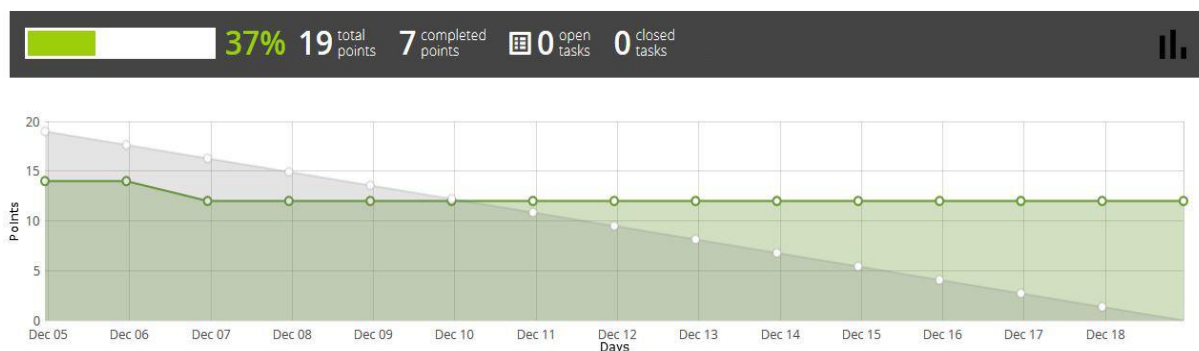 37% 19 total points 7 completed points 0 open tasks 0 closed tasks
20
15
10
5
0
Points
Dec 05 Dec 06 Dec 07 Dec 08 Dec 09 Dec 10 Dec 11 Dec 12 Dec 13 Dec 14 Dec 15 Dec 16 Dec 17 Dec 18
Days